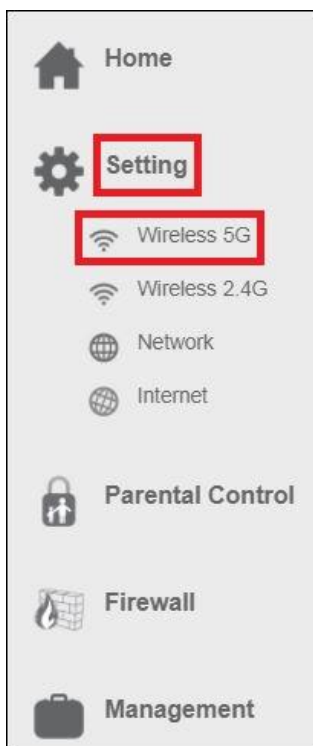 Home
Setting
Wireless 5G
Wireless 2.4G
Network
Internet
Parental Control
Firewall
Management